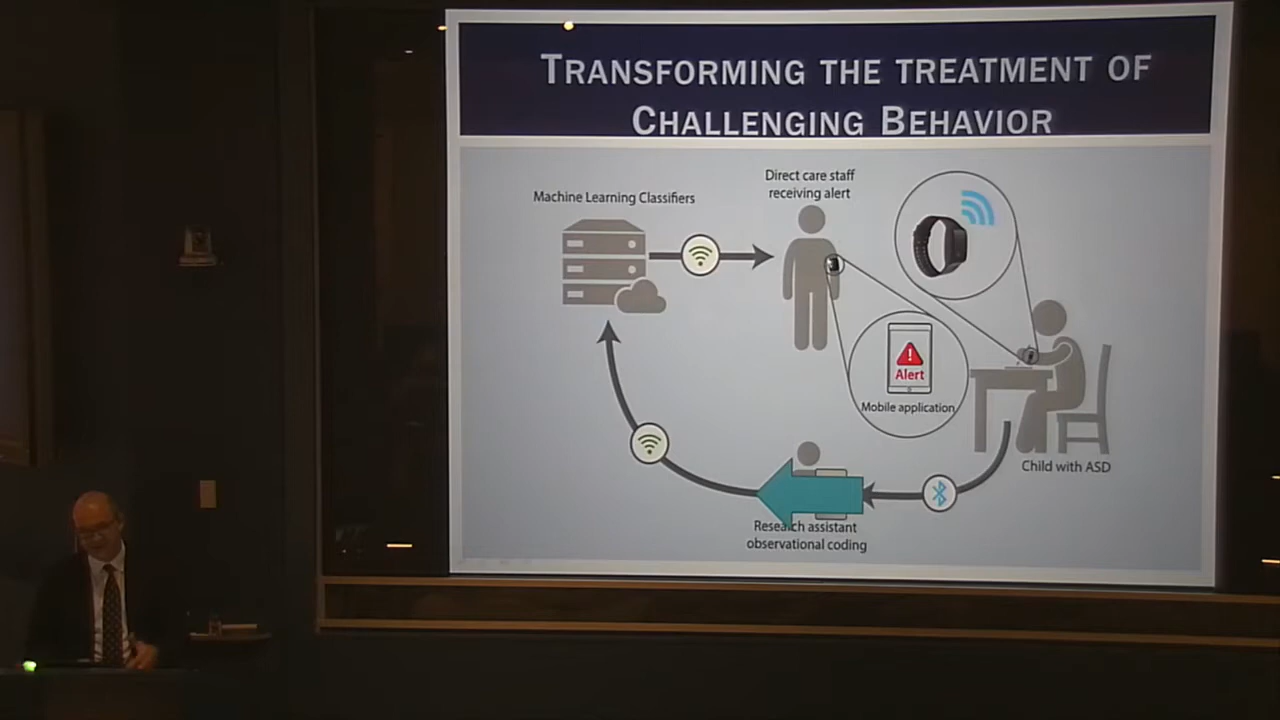 TRANSFORMING THE TREATMENT OF
CHALLENGING BEHAVIOR
Machine Learning Classifiers
Direct care staff
receiving alert
Alert
Mobile application
Child with ASD
Research assistant
observational coding